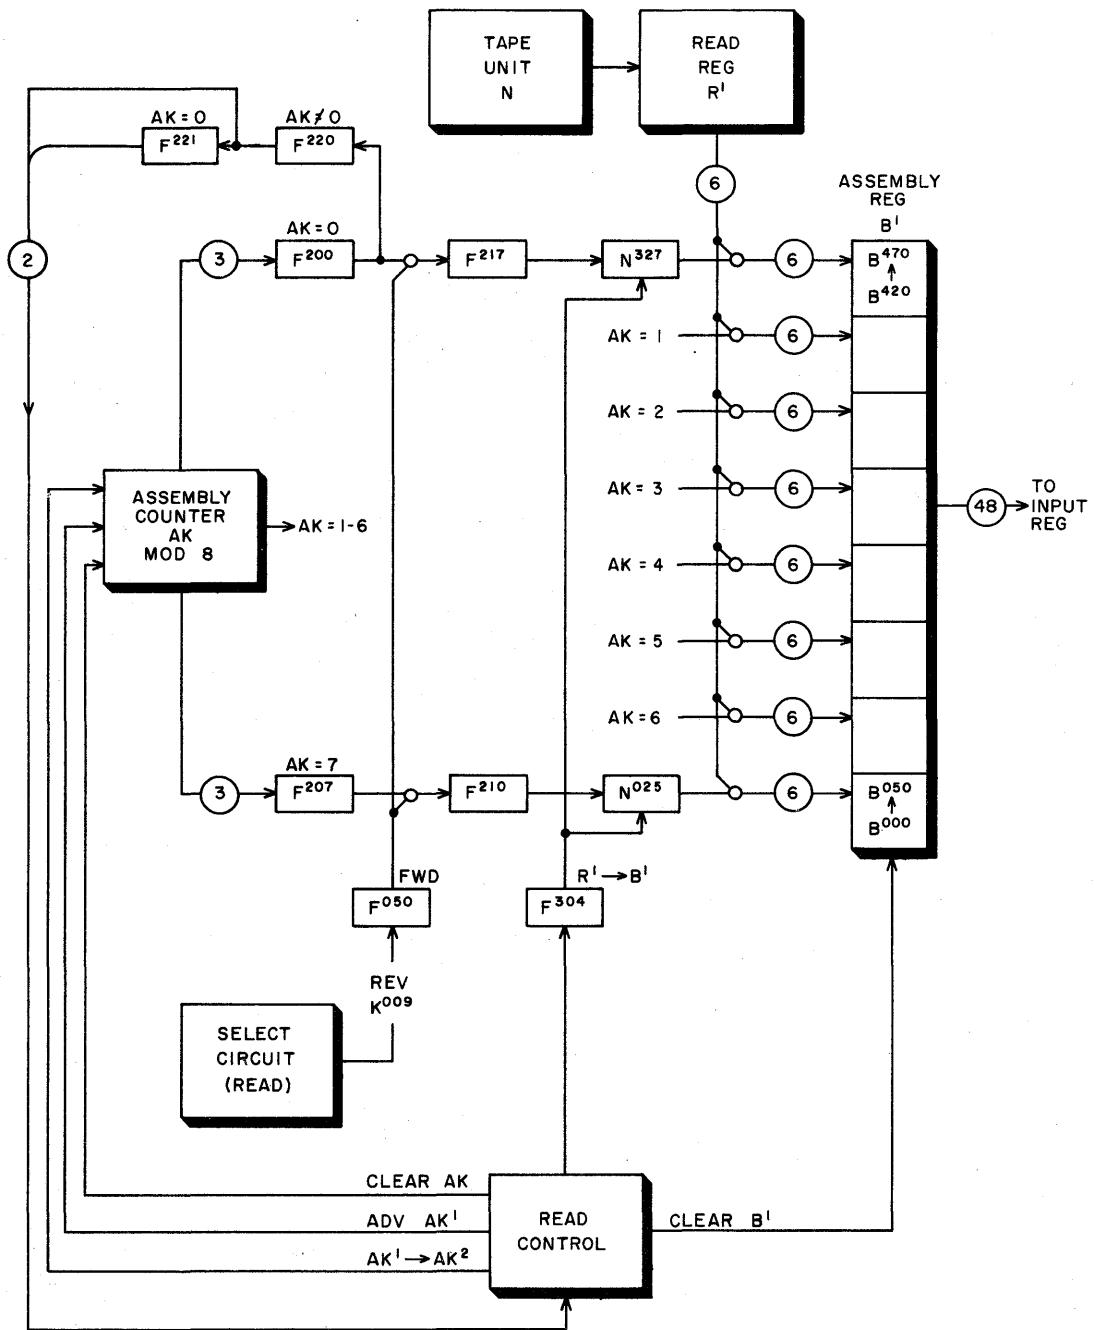 TAPE
UNIT
N
READ
REG
R¹
AK=0
AK≠0
F²²¹
F²²⁰
6
ASSEMBLY
REG
B¹
AK=0
2
3
F²⁰⁰
F²¹⁷
N³²⁷
6
B⁴⁷⁰
B⁴²⁰
AK = 1
6
AK = 2
6
ASSEMBLY
COUNTER
AK
MOD 8
AK = 1-6
AK = 3
6
48
TO
INPUT
REG
AK = 4
6
AK = 5
6
AK = 6
6
AK = 7
3
F²⁰⁷
F²¹⁰
N⁰²⁵
6
B⁰⁵⁰
B⁰⁰⁰
FWD
R¹→B¹
F⁰⁵⁰
F³⁰⁴
REV
K⁰⁰⁹
SELECT
CIRCUIT
(READ)
CLEAR AK
ADV AK¹
AK¹→AK²
READ
CONTROL
CLEAR B¹